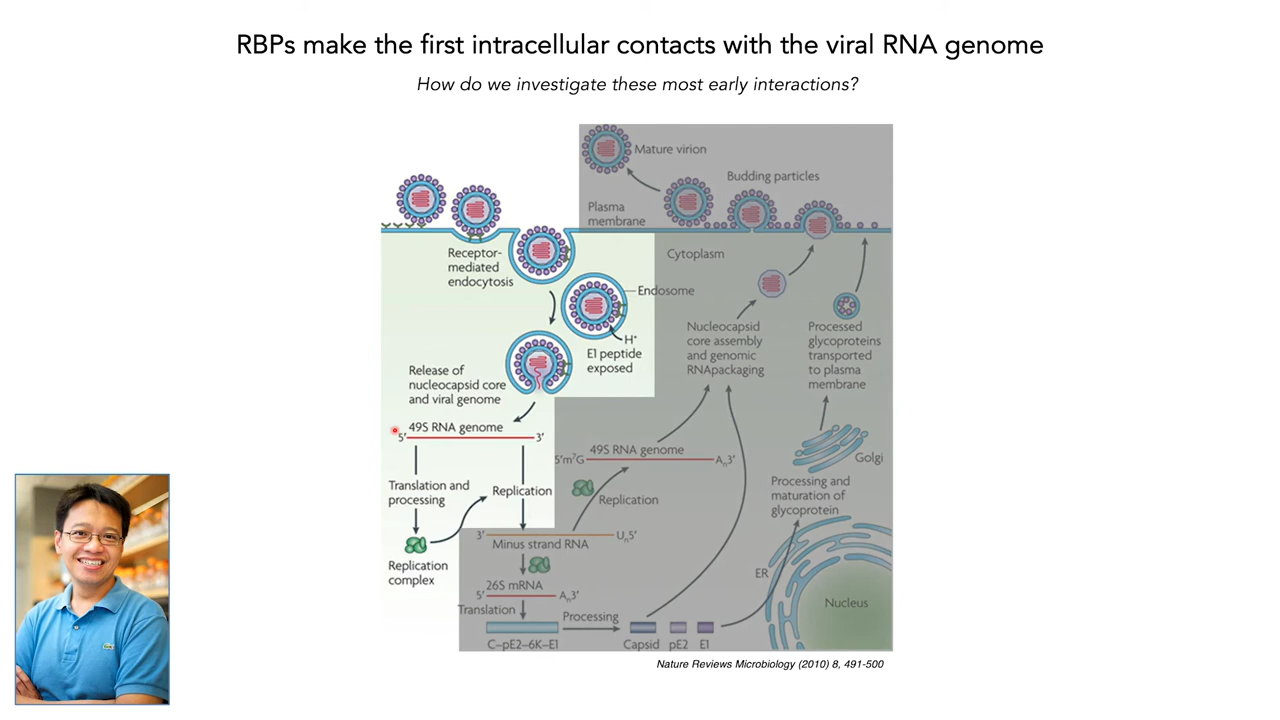 RBPs make the first intracellular contacts with the viral RNA genome
How do we investigate these most early interactions?
Mature virion
Budding particles
Plasma
membrane
Receptor-
mediated
endocytosis
Cytoplasm
Endosome
H⁺
E1 peptide
exposed
Nucleocapsid
core assembly
and genomic
RNApackaging
Processed
glycoproteins
transported
to plasma
membrane
Release of
nucleocapsid core
and viral genome
49S RNA genome
5′ 3′
49S RNA genome
5′m⁷G Aₙ3′
Golgi
Translation and
processing
Replication
Replication
Processing and
maturation of
glycoprotein
3′ Uₙ5′
Minus strand RNA
Replication
complex
ER
26S mRNA
5′ Aₙ3′
Translation
Processing
Nucleus
C–pE2–6K–E1
Capsid pE2 E1
Nature Reviews Microbiology (2010) 8, 491-500